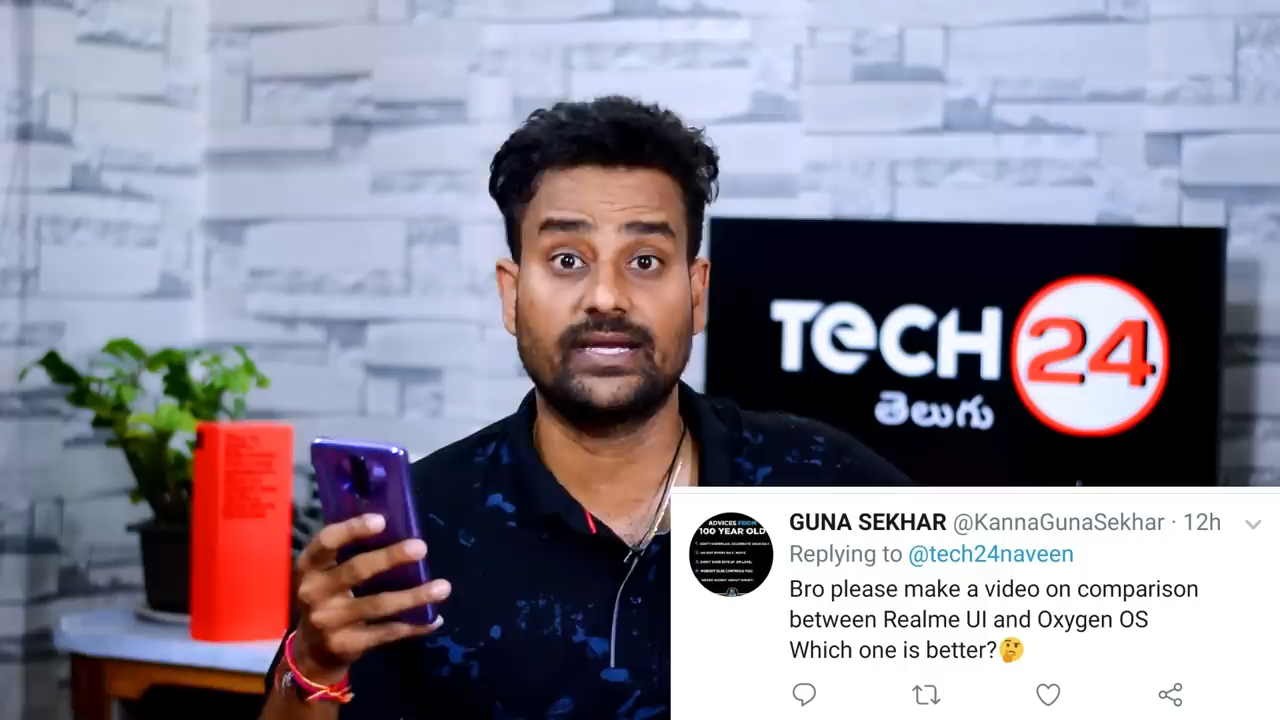 TECH 24
తెలుగు
ADVICES FROM
100 YEAR OLD
GUNA SEKHAR @KannaGunaSekhar · 12h
Replying to @tech24naveen
Bro please make a video on comparison
between Realme UI and Oxygen OS
Which one is better?🤔